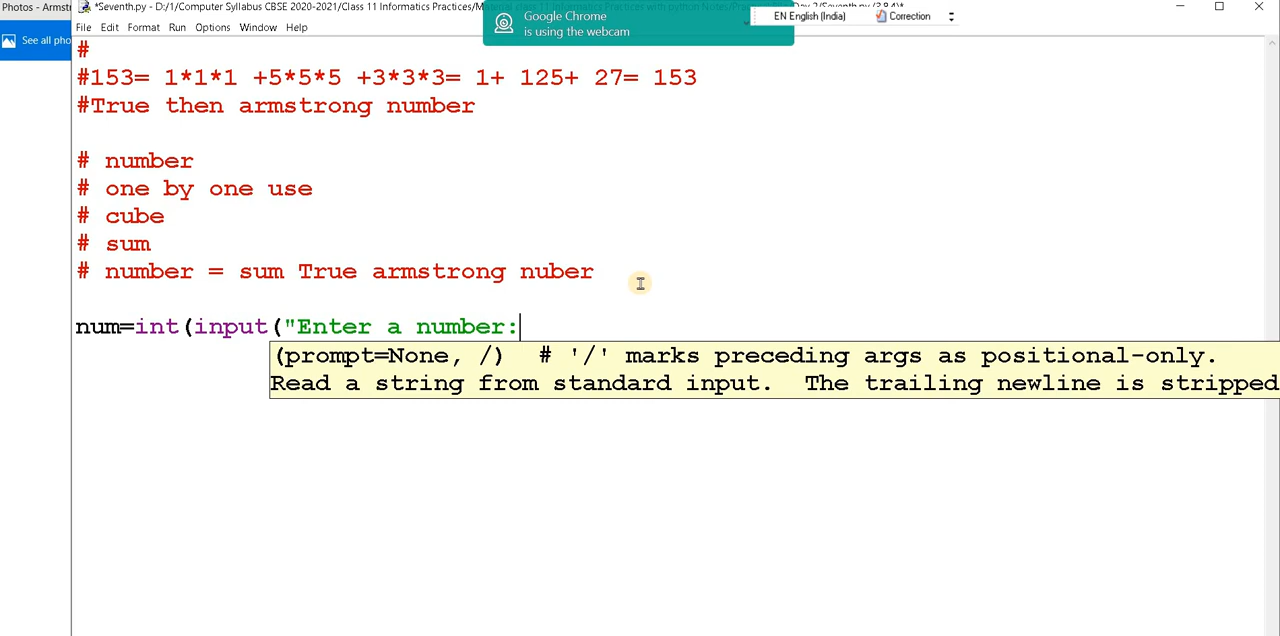 Photos - Armst
*Seventh.py - D:/1/Computer Syllabus CBSE 2020-2021/Class 11 Informatics Practices/
See all pho
File Edit Format Run Options Window Help
Google Chrome
is using the webcam
EN English (India) Correction
#
#153= 1*1*1 +5*5*5 +3*3*3= 1+ 125+ 27= 153
#True then armstrong number
# number
# one by one use
# cube
# sum
# number = sum True armstrong nuber
num=int(input("Enter a number:
(prompt=None, /) # '/' marks preceding args as positional-only.
Read a string from standard input. The trailing newline is stripped